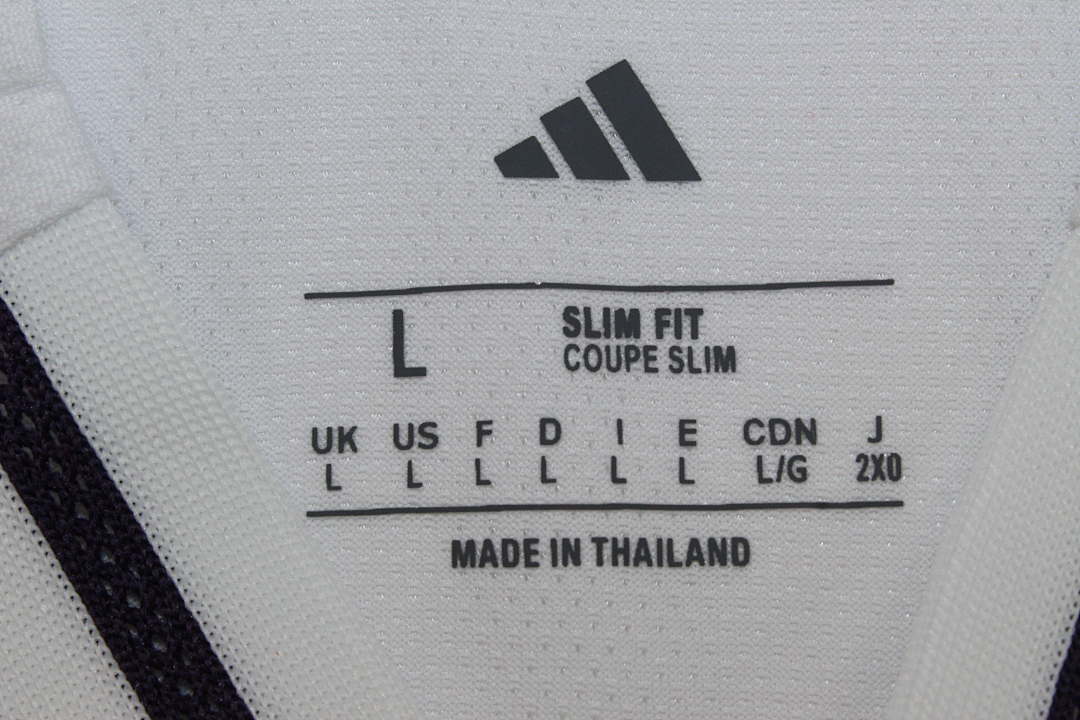 L SLIM FIT
COUPE SLIM
UK US F D I E CDN J
L L L L L L L/G 2XO
MADE IN THAILAND